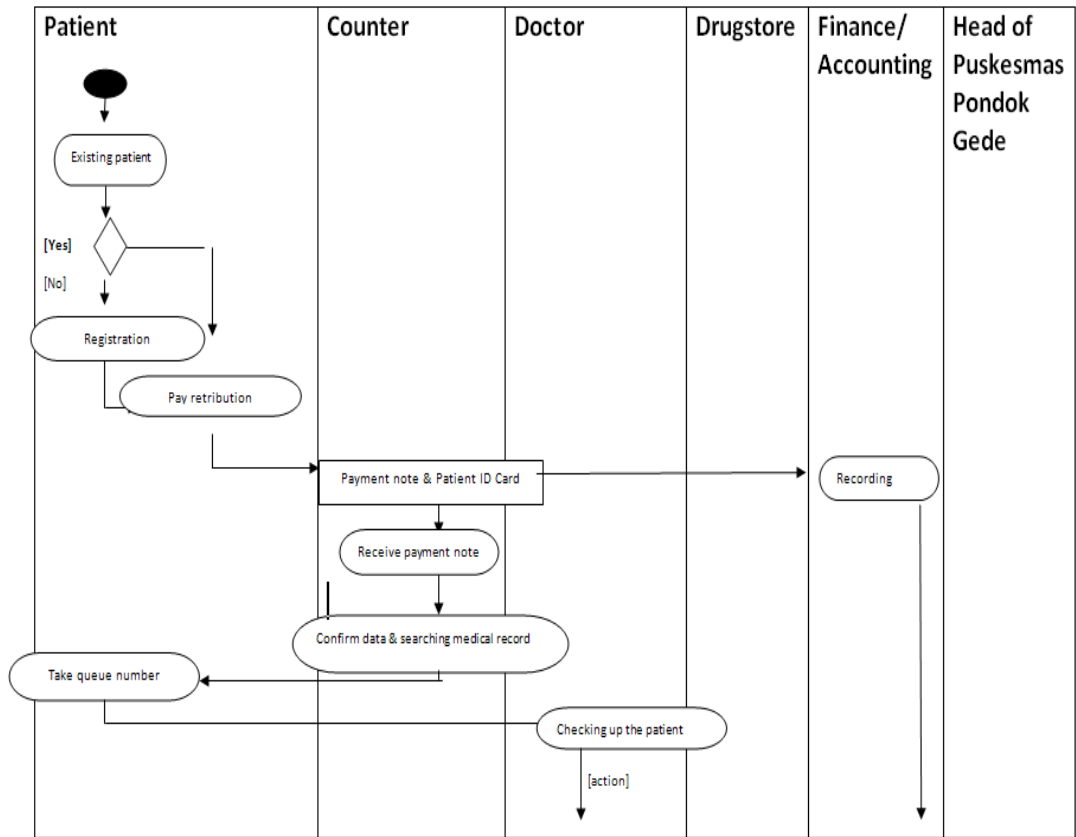 Patient
Counter
Doctor
Drugstore
Finance/
Accounting
Head of
Puskesmas
Pondok
Gede
Existing patient
[Yes]
[No]
Registration
Pay retribution
Payment note & Patient ID Card
Recording
Receive payment note
Confirm data & searching medical record
Take queue number
Checking up the patient
[action]